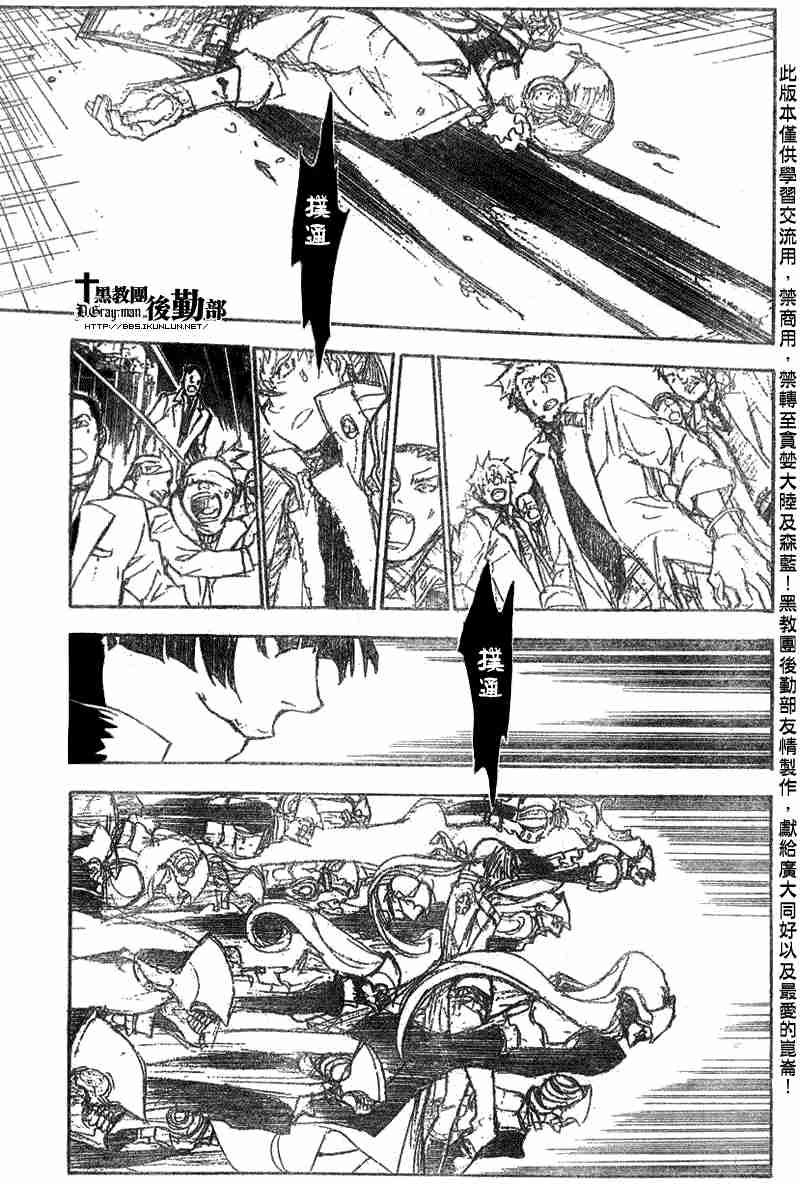 撲通
黑教團
D.Gray-man 後勤部
HTTP://BBS.IKUNLUN.NET/
撲通
此版本僅供學習交流用，禁商用，禁轉至貪婪大陸及森藍！黑教團後勤部友情製作，獻給廣大同好以及最愛的崑崙！